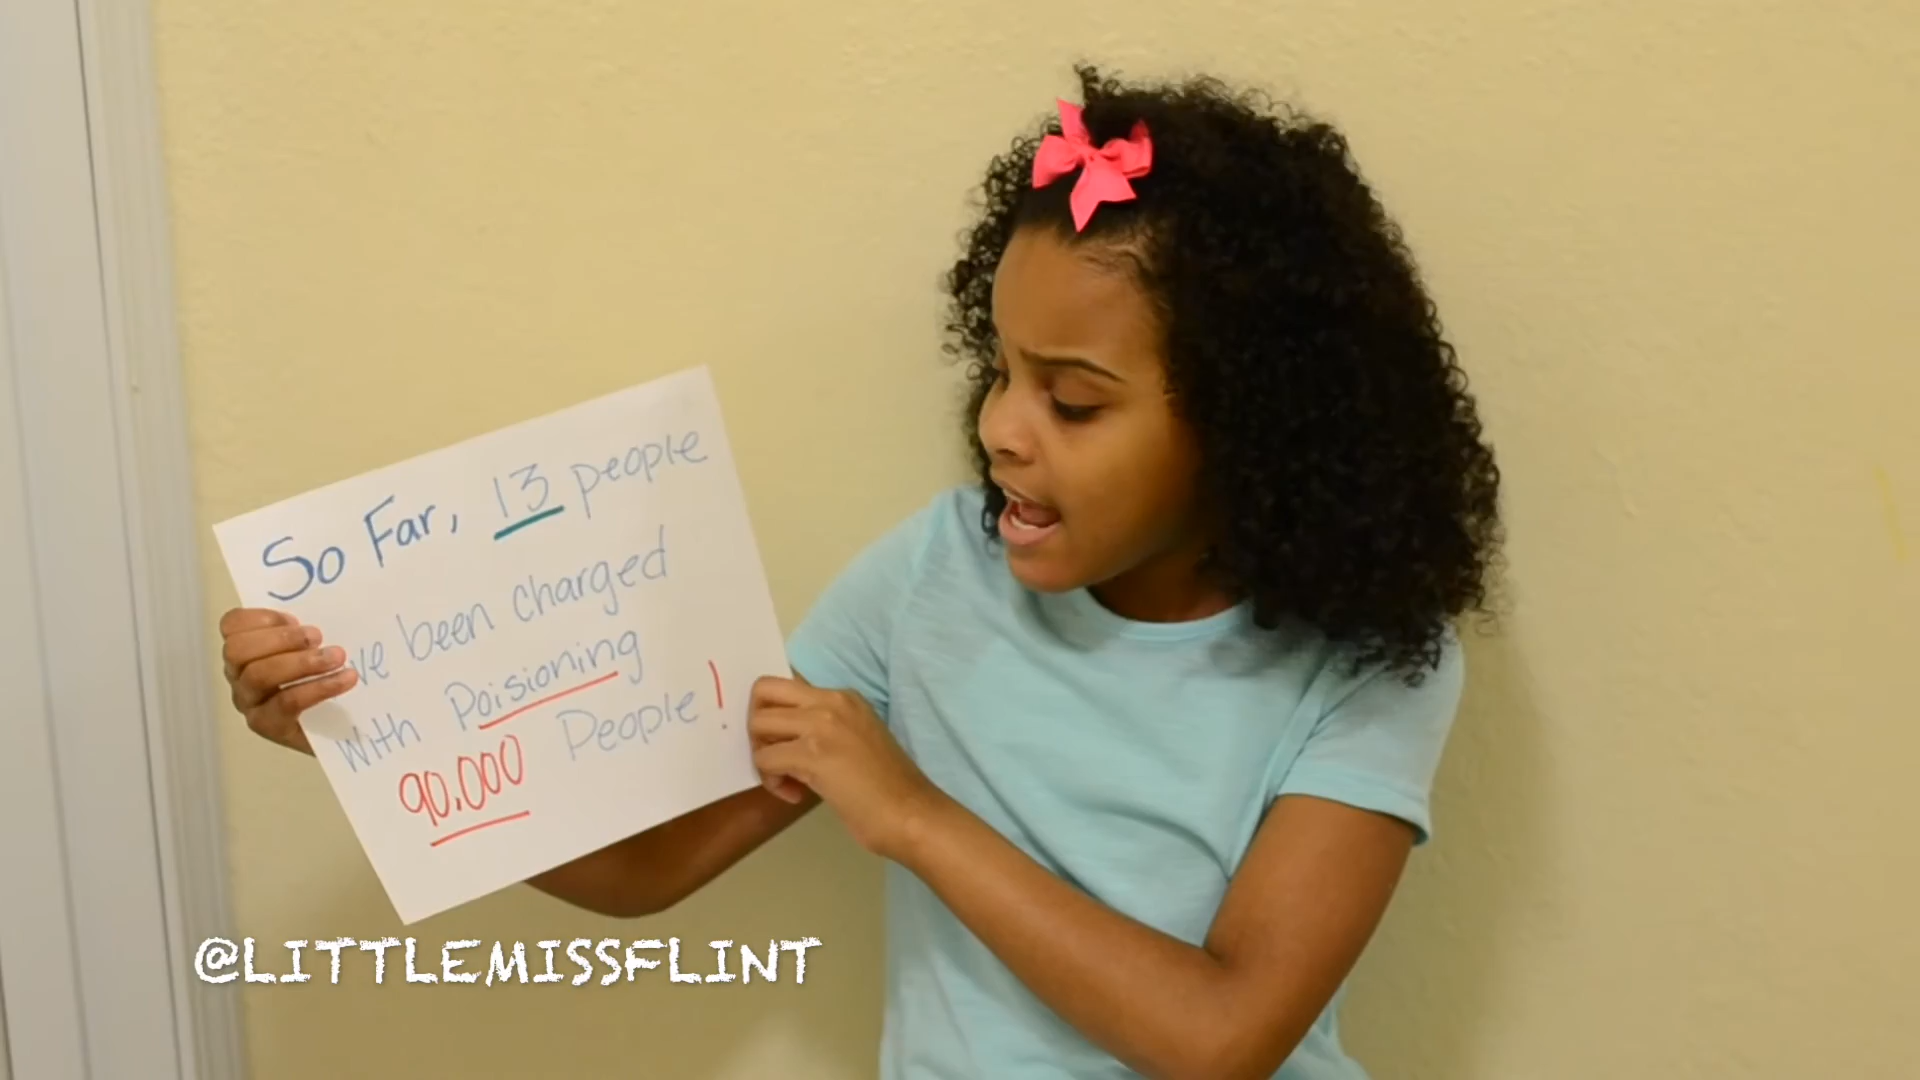 So Far, 13 people
ve been charged
with Poisioning
90,000 People!
@LITTLEMISSFLINT